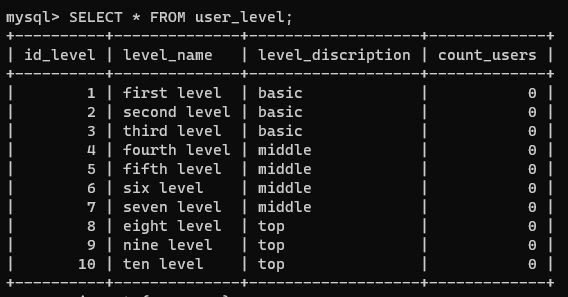 mysql> SELECT * FROM user_level;
+----------+--------------+-------------------+-------------+
| id_level | level_name   | level_discription | count_users |
+----------+--------------+-------------------+-------------+
|        1 | first level  | basic             |           0 |
|        2 | second level | basic             |           0 |
|        3 | third level  | basic             |           0 |
|        4 | fourth level | middle            |           0 |
|        5 | fifth level  | middle            |           0 |
|        6 | six level    | middle            |           0 |
|        7 | seven level  | middle            |           0 |
|        8 | eight level  | top               |           0 |
|        9 | nine level   | top               |           0 |
|       10 | ten level    | top               |           0 |
+----------+--------------+-------------------+-------------+